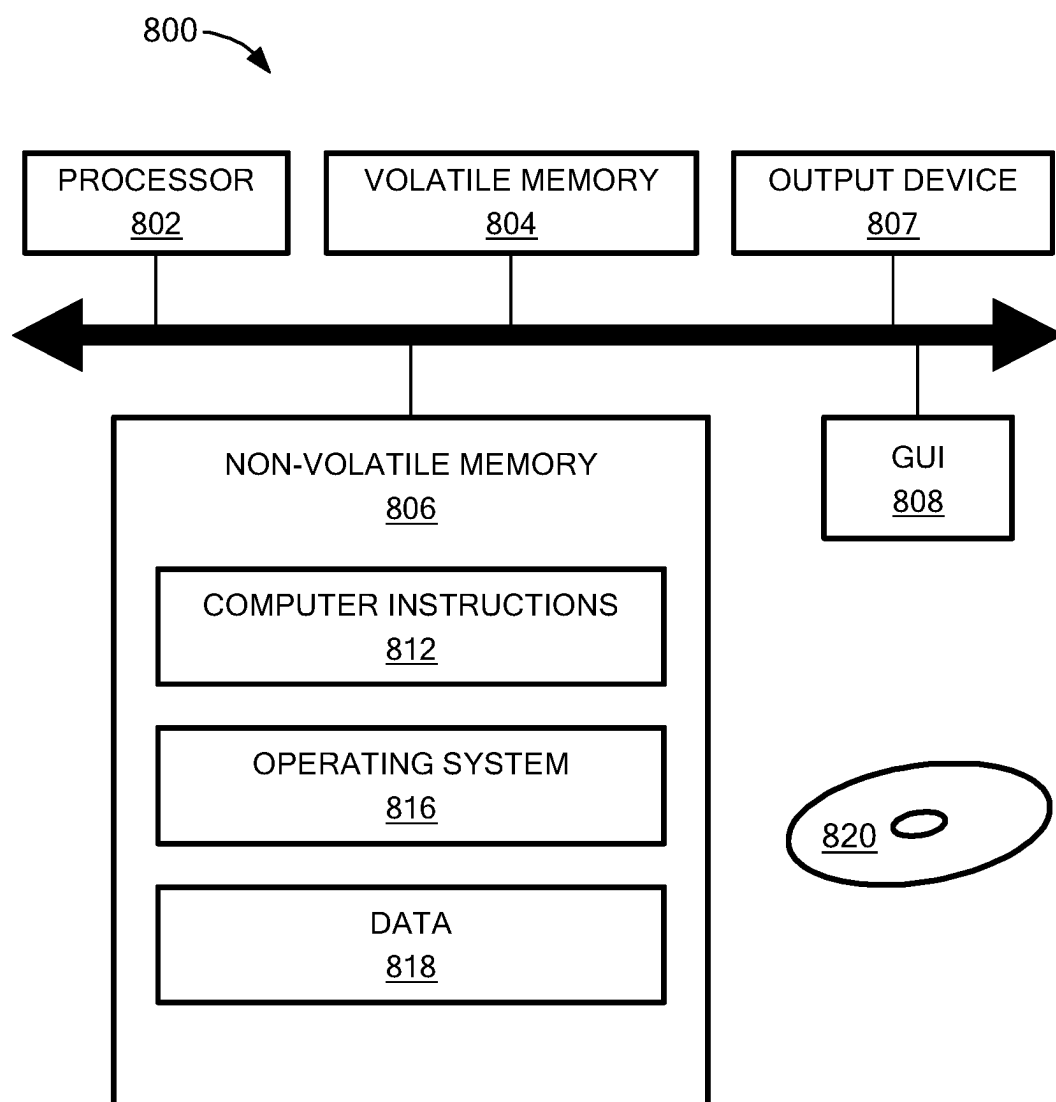 800
PROCESSOR
802
VOLATILE MEMORY
804
OUTPUT DEVICE
807
NON-VOLATILE MEMORY
806
GUI
808
COMPUTER INSTRUCTIONS
812
OPERATING SYSTEM
816
820
DATA
818